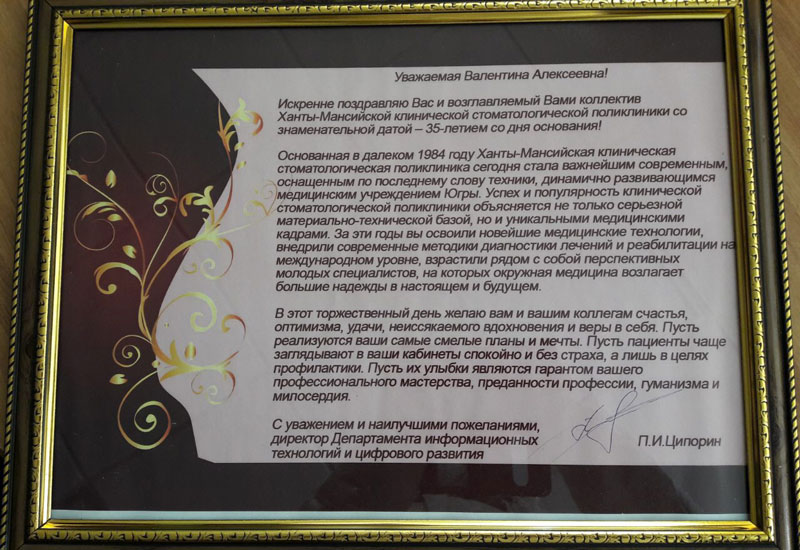 Уважаемая Валентина Алексеевна!
Искренне поздравляю Вас и возглавляемый Вами коллектив
Ханты-Мансийской клинической стоматологической поликлиники со
знаменательной датой – 35-летием со дня основания!
Основанная в далеком 1984 году Ханты-Мансийская клиническая
стоматологическая поликлиника сегодня стала важнейшим современным,
оснащенным по последнему слову техники, динамично развивающимся
медицинским учреждением Югры. Успех и популярность клинической
стоматологической поликлиники объясняется не только серьезной
материально-технической базой, но и уникальными медицинскими
кадрами. За эти годы вы освоили новейшие медицинские технологии,
внедрили современные методики диагностики лечений и реабилитации на
международном уровне, взрастили рядом с собой перспективных
молодых специалистов, на которых окружная медицина возлагает
большие надежды в настоящем и будущем.
В этот торжественный день желаю вам и вашим коллегам счастья,
оптимизма, удачи, неиссякаемого вдохновения и веры в себя. Пусть
реализуются ваши самые смелые планы и мечты. Пусть пациенты чаще
заглядывают в ваши кабинеты спокойно и без страха, а лишь в целях
профилактики. Пусть их улыбки являются гарантом вашего
профессионального мастерства, преданности профессии, гуманизма и
милосердия.
С уважением и наилучшими пожеланиями,
директор Департамента информационных
технологий и цифрового развития
П.И.Ципорин